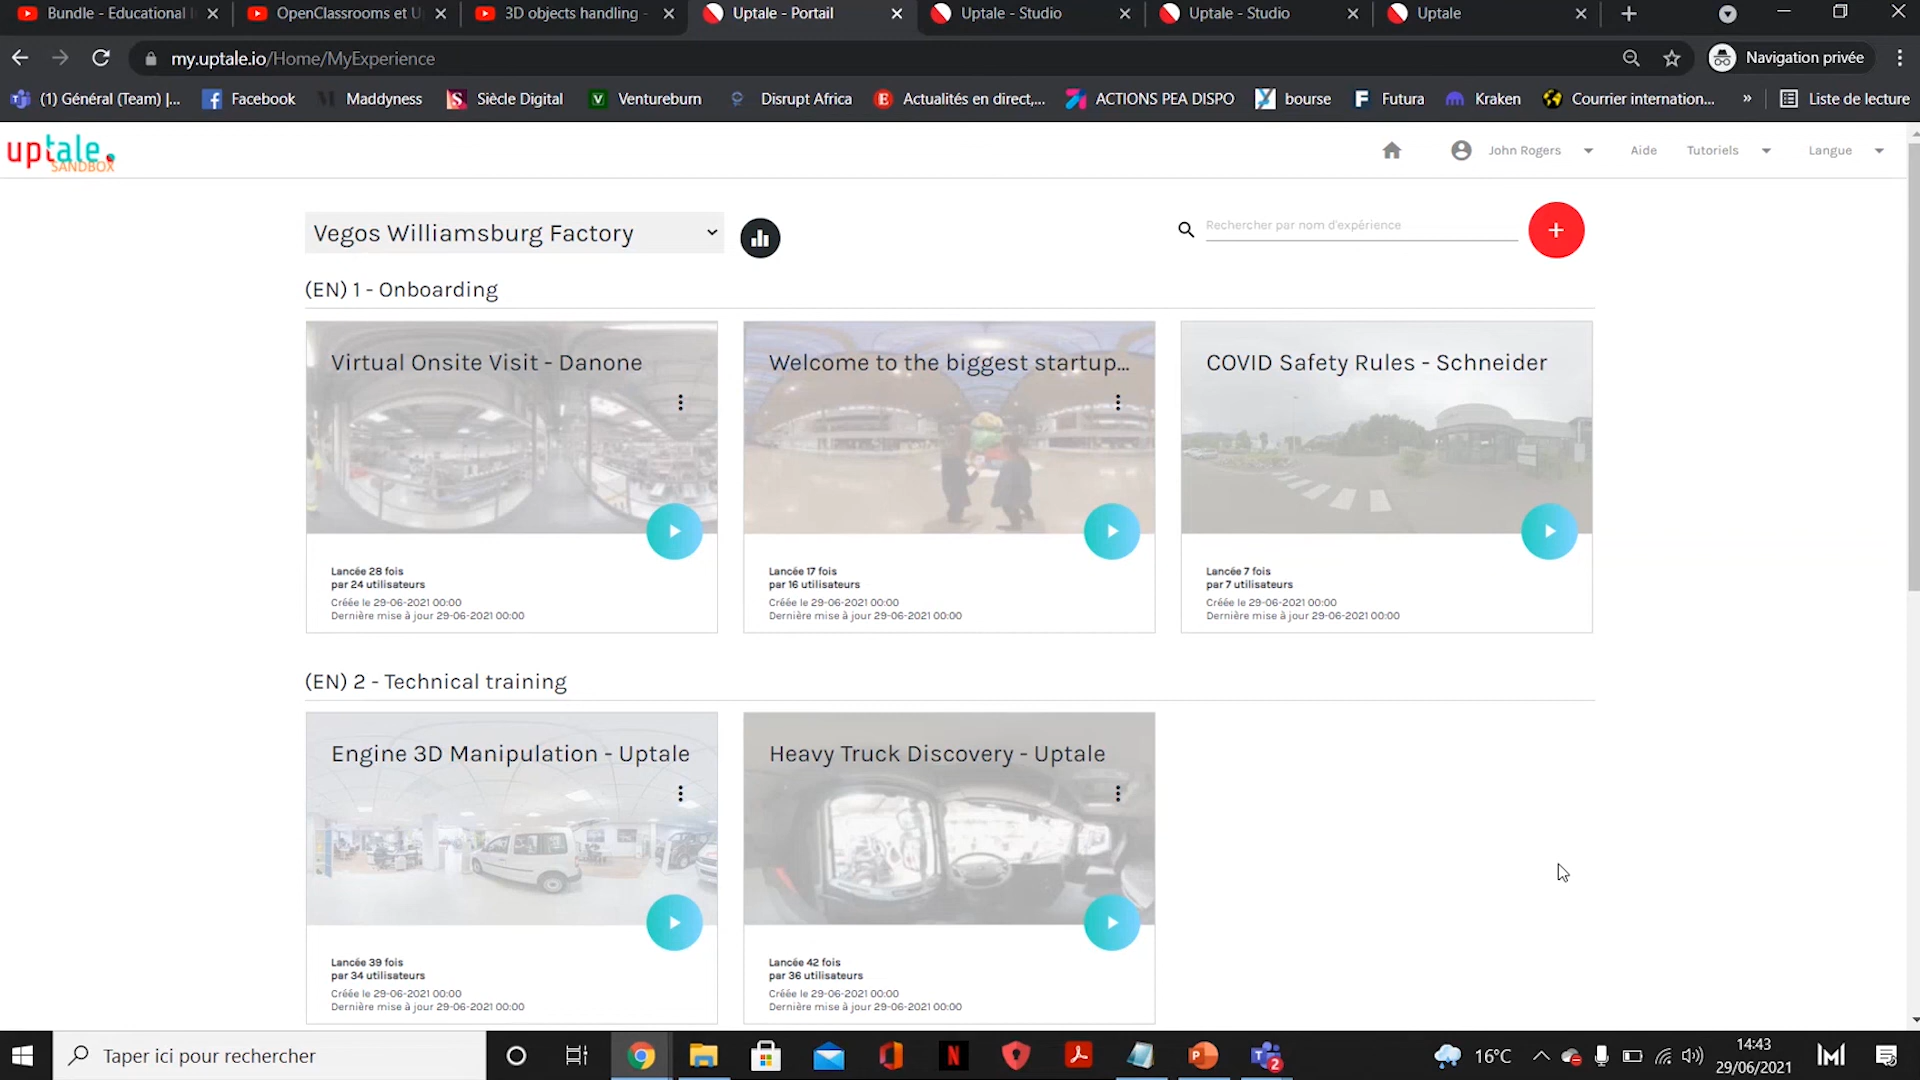 Bundle - Educational
OpenClassrooms et U
3D objects handling -
Uptale - Portail
Uptale - Studio
Uptale - Studio
Uptale
my.uptale.io/Home/MyExperience
Navigation privée
(1) Général (Team) |...
Facebook
Maddyness
Siècle Digital
Ventureburn
Disrupt Africa
Actualités en direct,...
ACTIONS PEA DISPO
bourse
Futura
Kraken
Courrier internation...
»
Liste de lecture
uptale
SANDBOX
John Rogers
Aide
Tutoriels
Langue
Vegos Williamsburg Factory
Rechercher par nom d'expérience
(EN) 1 - Onboarding
Virtual Onsite Visit - Danone
Welcome to the biggest startup...
COVID Safety Rules - Schneider
Lancée 28 fois
par 24 utilisateurs
Créée le 29-06-2021 00:00
Dernière mise à jour 29-06-2021 00:00
Lancée 17 fois
par 16 utilisateurs
Créée le 29-06-2021 00:00
Dernière mise à jour 29-06-2021 00:00
Lancée 7 fois
par 7 utilisateurs
Créée le 29-06-2021 00:00
Dernière mise à jour 29-06-2021 00:00
(EN) 2 - Technical training
Engine 3D Manipulation - Uptale
Heavy Truck Discovery - Uptale
Lancée 39 fois
par 34 utilisateurs
Créée le 29-06-2021 00:00
Dernière mise à jour 29-06-2021 00:00
Lancée 42 fois
par 36 utilisateurs
Créée le 29-06-2021 00:00
Dernière mise à jour 29-06-2021 00:00
Taper ici pour rechercher
16°C
14:43
29/06/2021